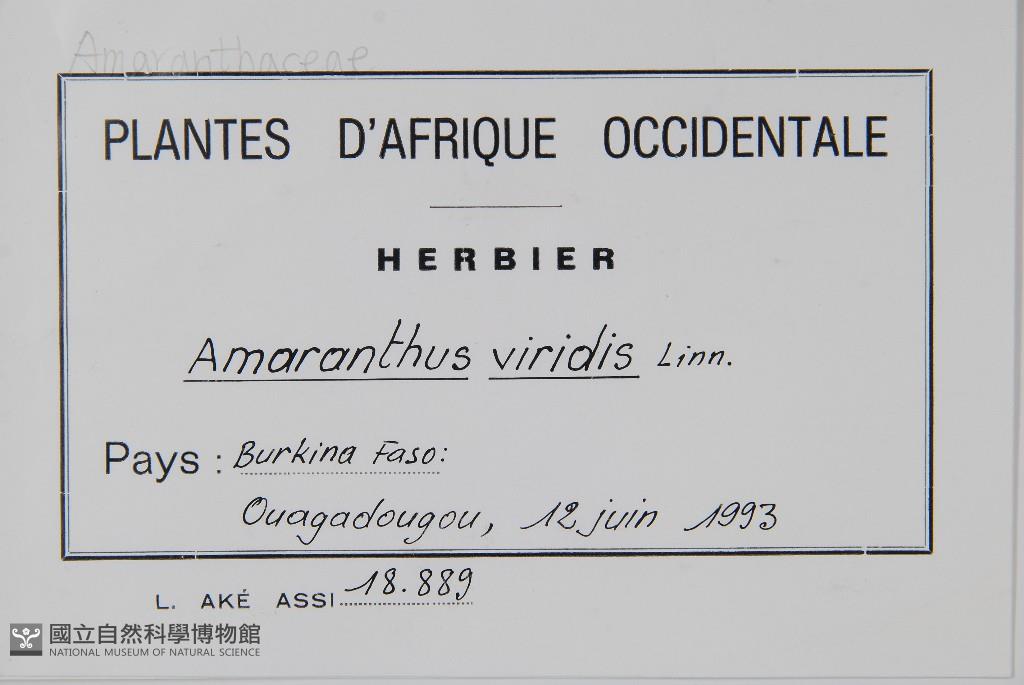 Amaranthaceae
PLANTES D'AFRIQUE OCCIDENTALE
HERBIER
Amaranthus viridis Linn.
Pays : Burkina Faso:
Ouagadougou, 12 juin 1993
L. AKÉ ASSI 18.889
國立自然科學博物館
NATIONAL MUSEUM OF NATURAL SCIENCE